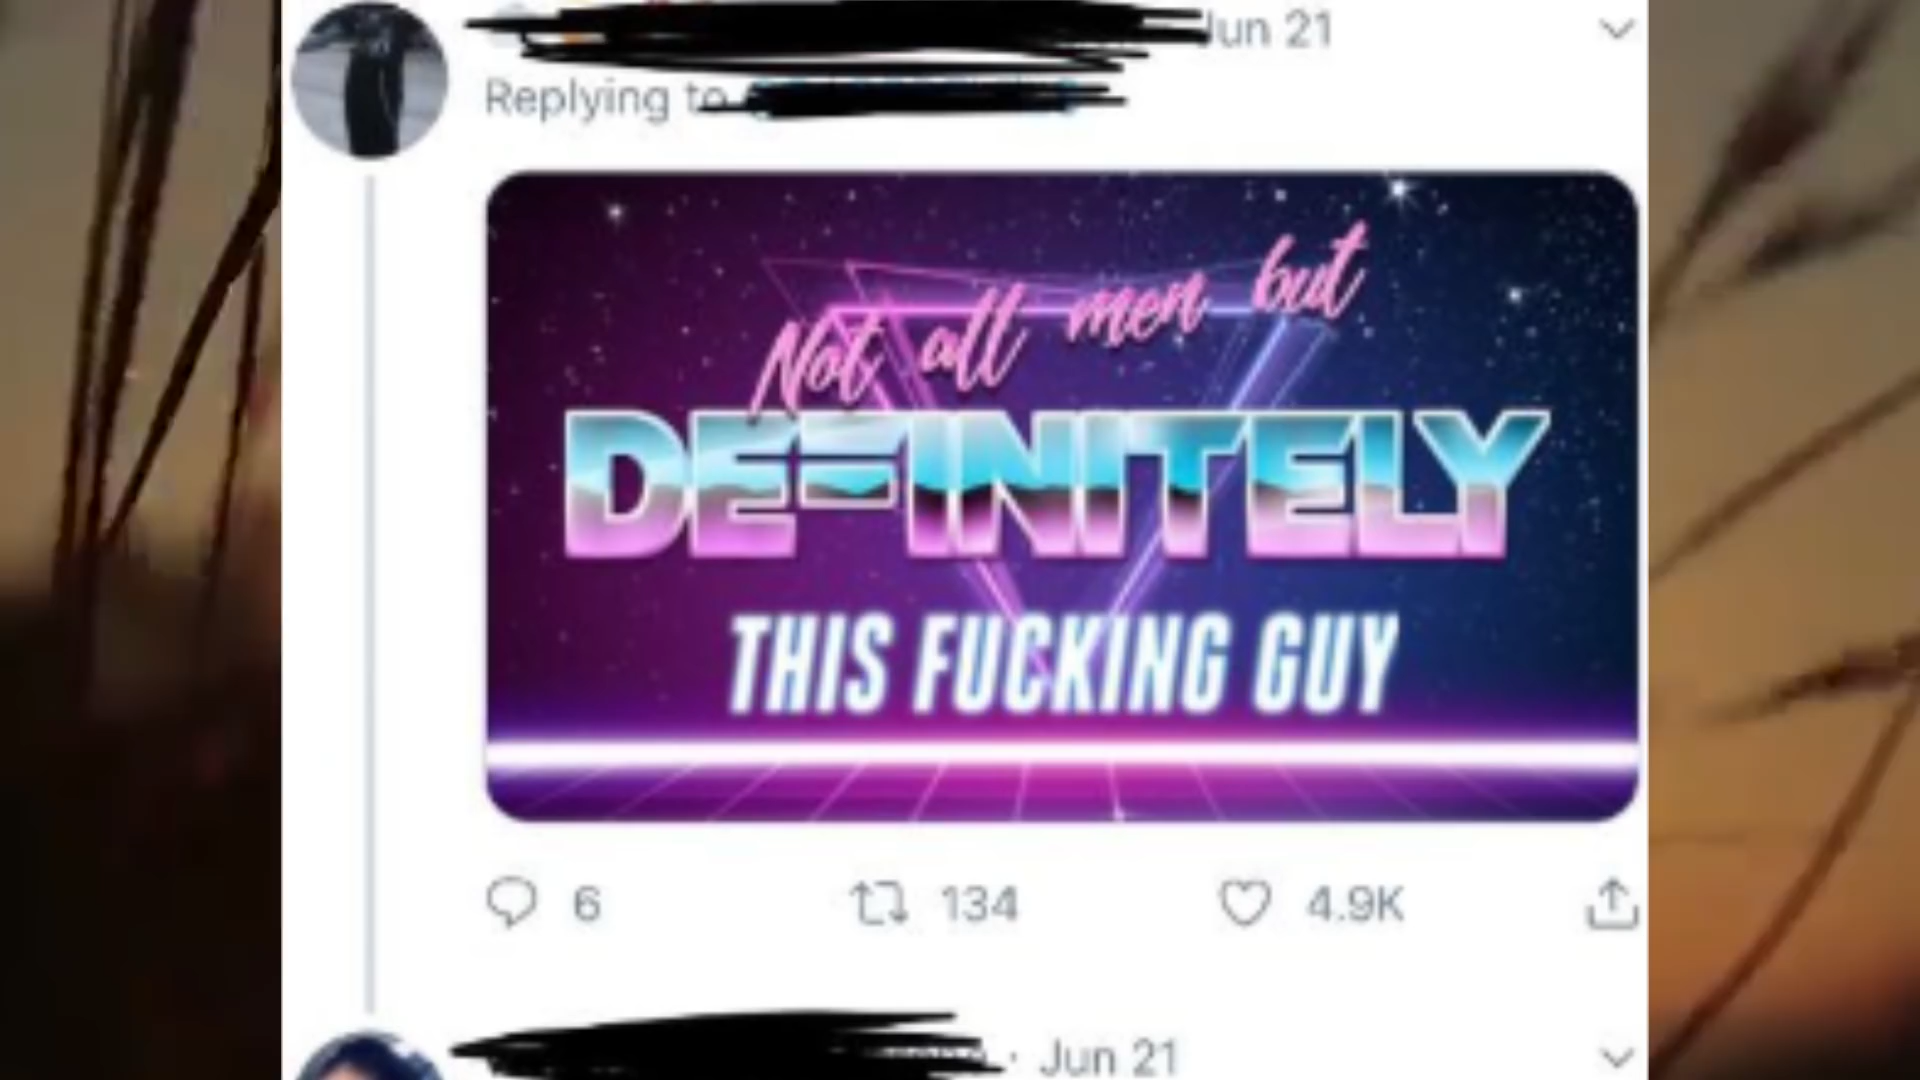 Jun 21
Replying to
Not all men but
DEFINITELY
THIS FUCKING GUY
6 134 4.9K
· Jun 21